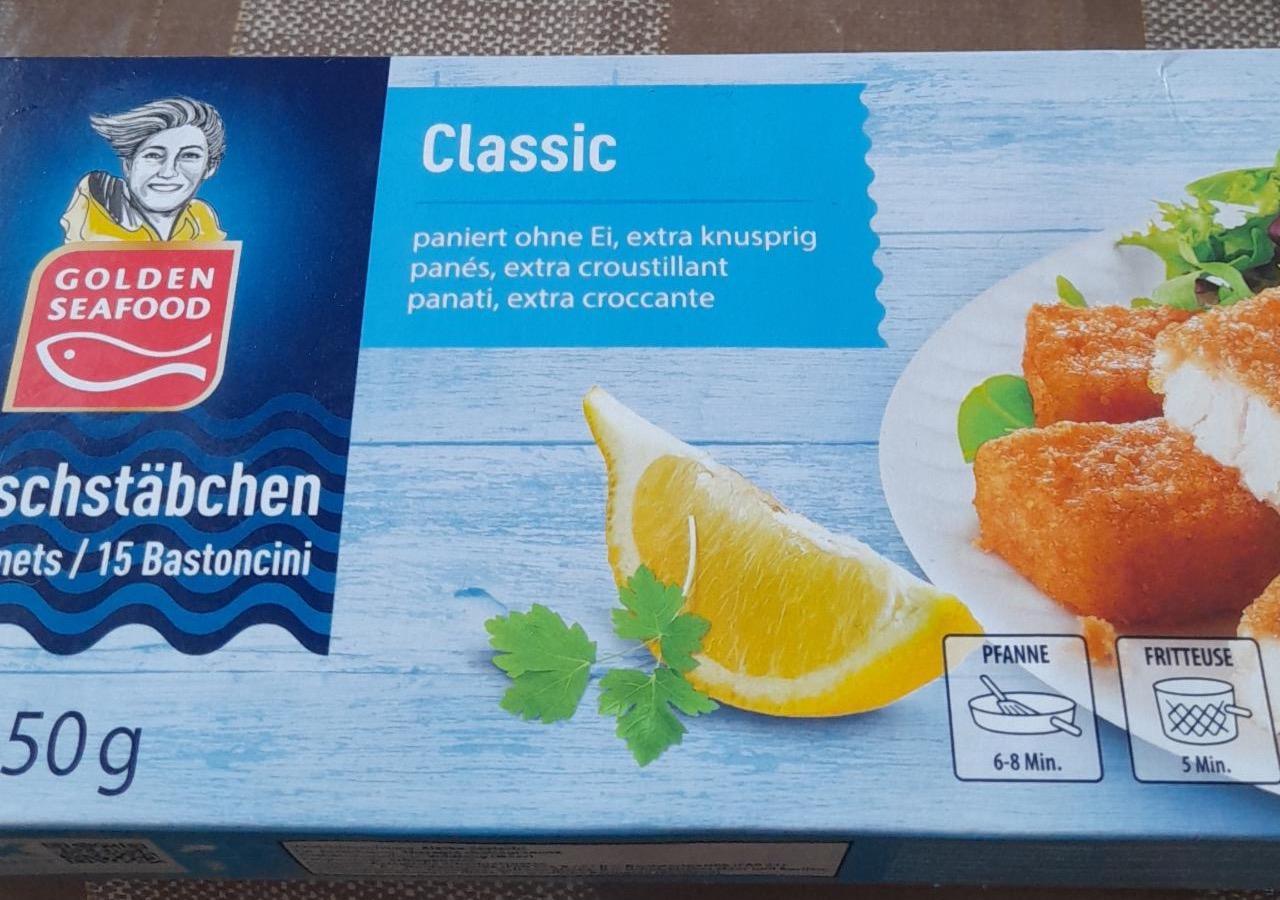 Classic
paniert ohne Ei, extra knusprig
panés, extra croustillant
panati, extra croccante
GOLDEN
SEAFOOD
schstäbchen
nets / 15 Bastoncini
50 g
PFANNE
6-8 Min.
FRITTEUSE
5 Min.